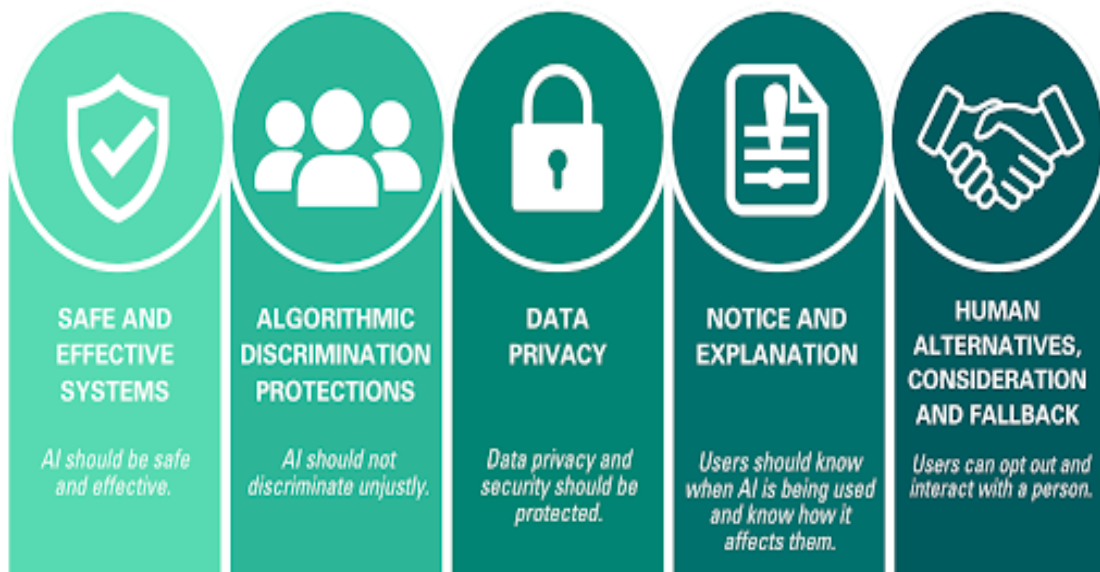 SAFE AND
EFFECTIVE
SYSTEMS
AI should be safe
and effective.
ALGORITHMIC
DISCRIMINATION
PROTECTIONS
AI should not
discriminate unjustly.
DATA
PRIVACY
Data privacy and
security should be
protected.
NOTICE AND
EXPLANATION
Users should know
when AI is being used
and know how it
affects them.
HUMAN
ALTERNATIVES,
CONSIDERATION
AND FALLBACK
Users can opt out and
interact with a person.